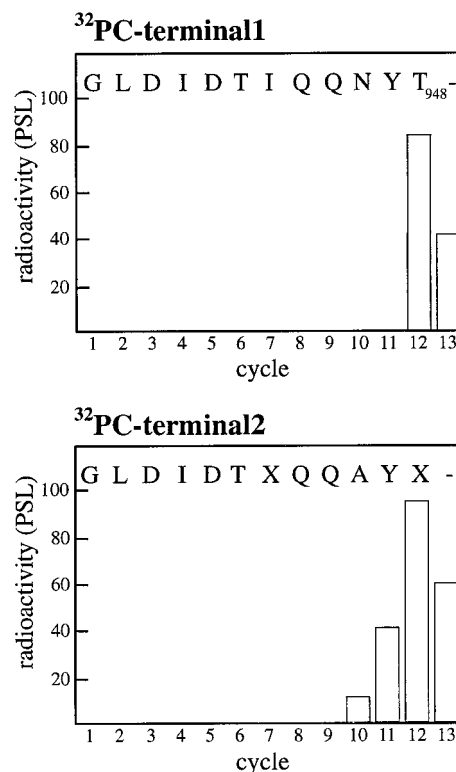 ³²PC-terminal1
G L D I D T I Q Q N Y T₉₄₈-
100
80
60
40
20
radioactivity (PSL)
1 2 3 4 5 6 7 8 9 10 11 12 13
cycle
³²PC-terminal2
G L D I D T X Q Q A Y X -
100
80
60
40
20
radioactivity (PSL)
1 2 3 4 5 6 7 8 9 10 11 12 13
cycle